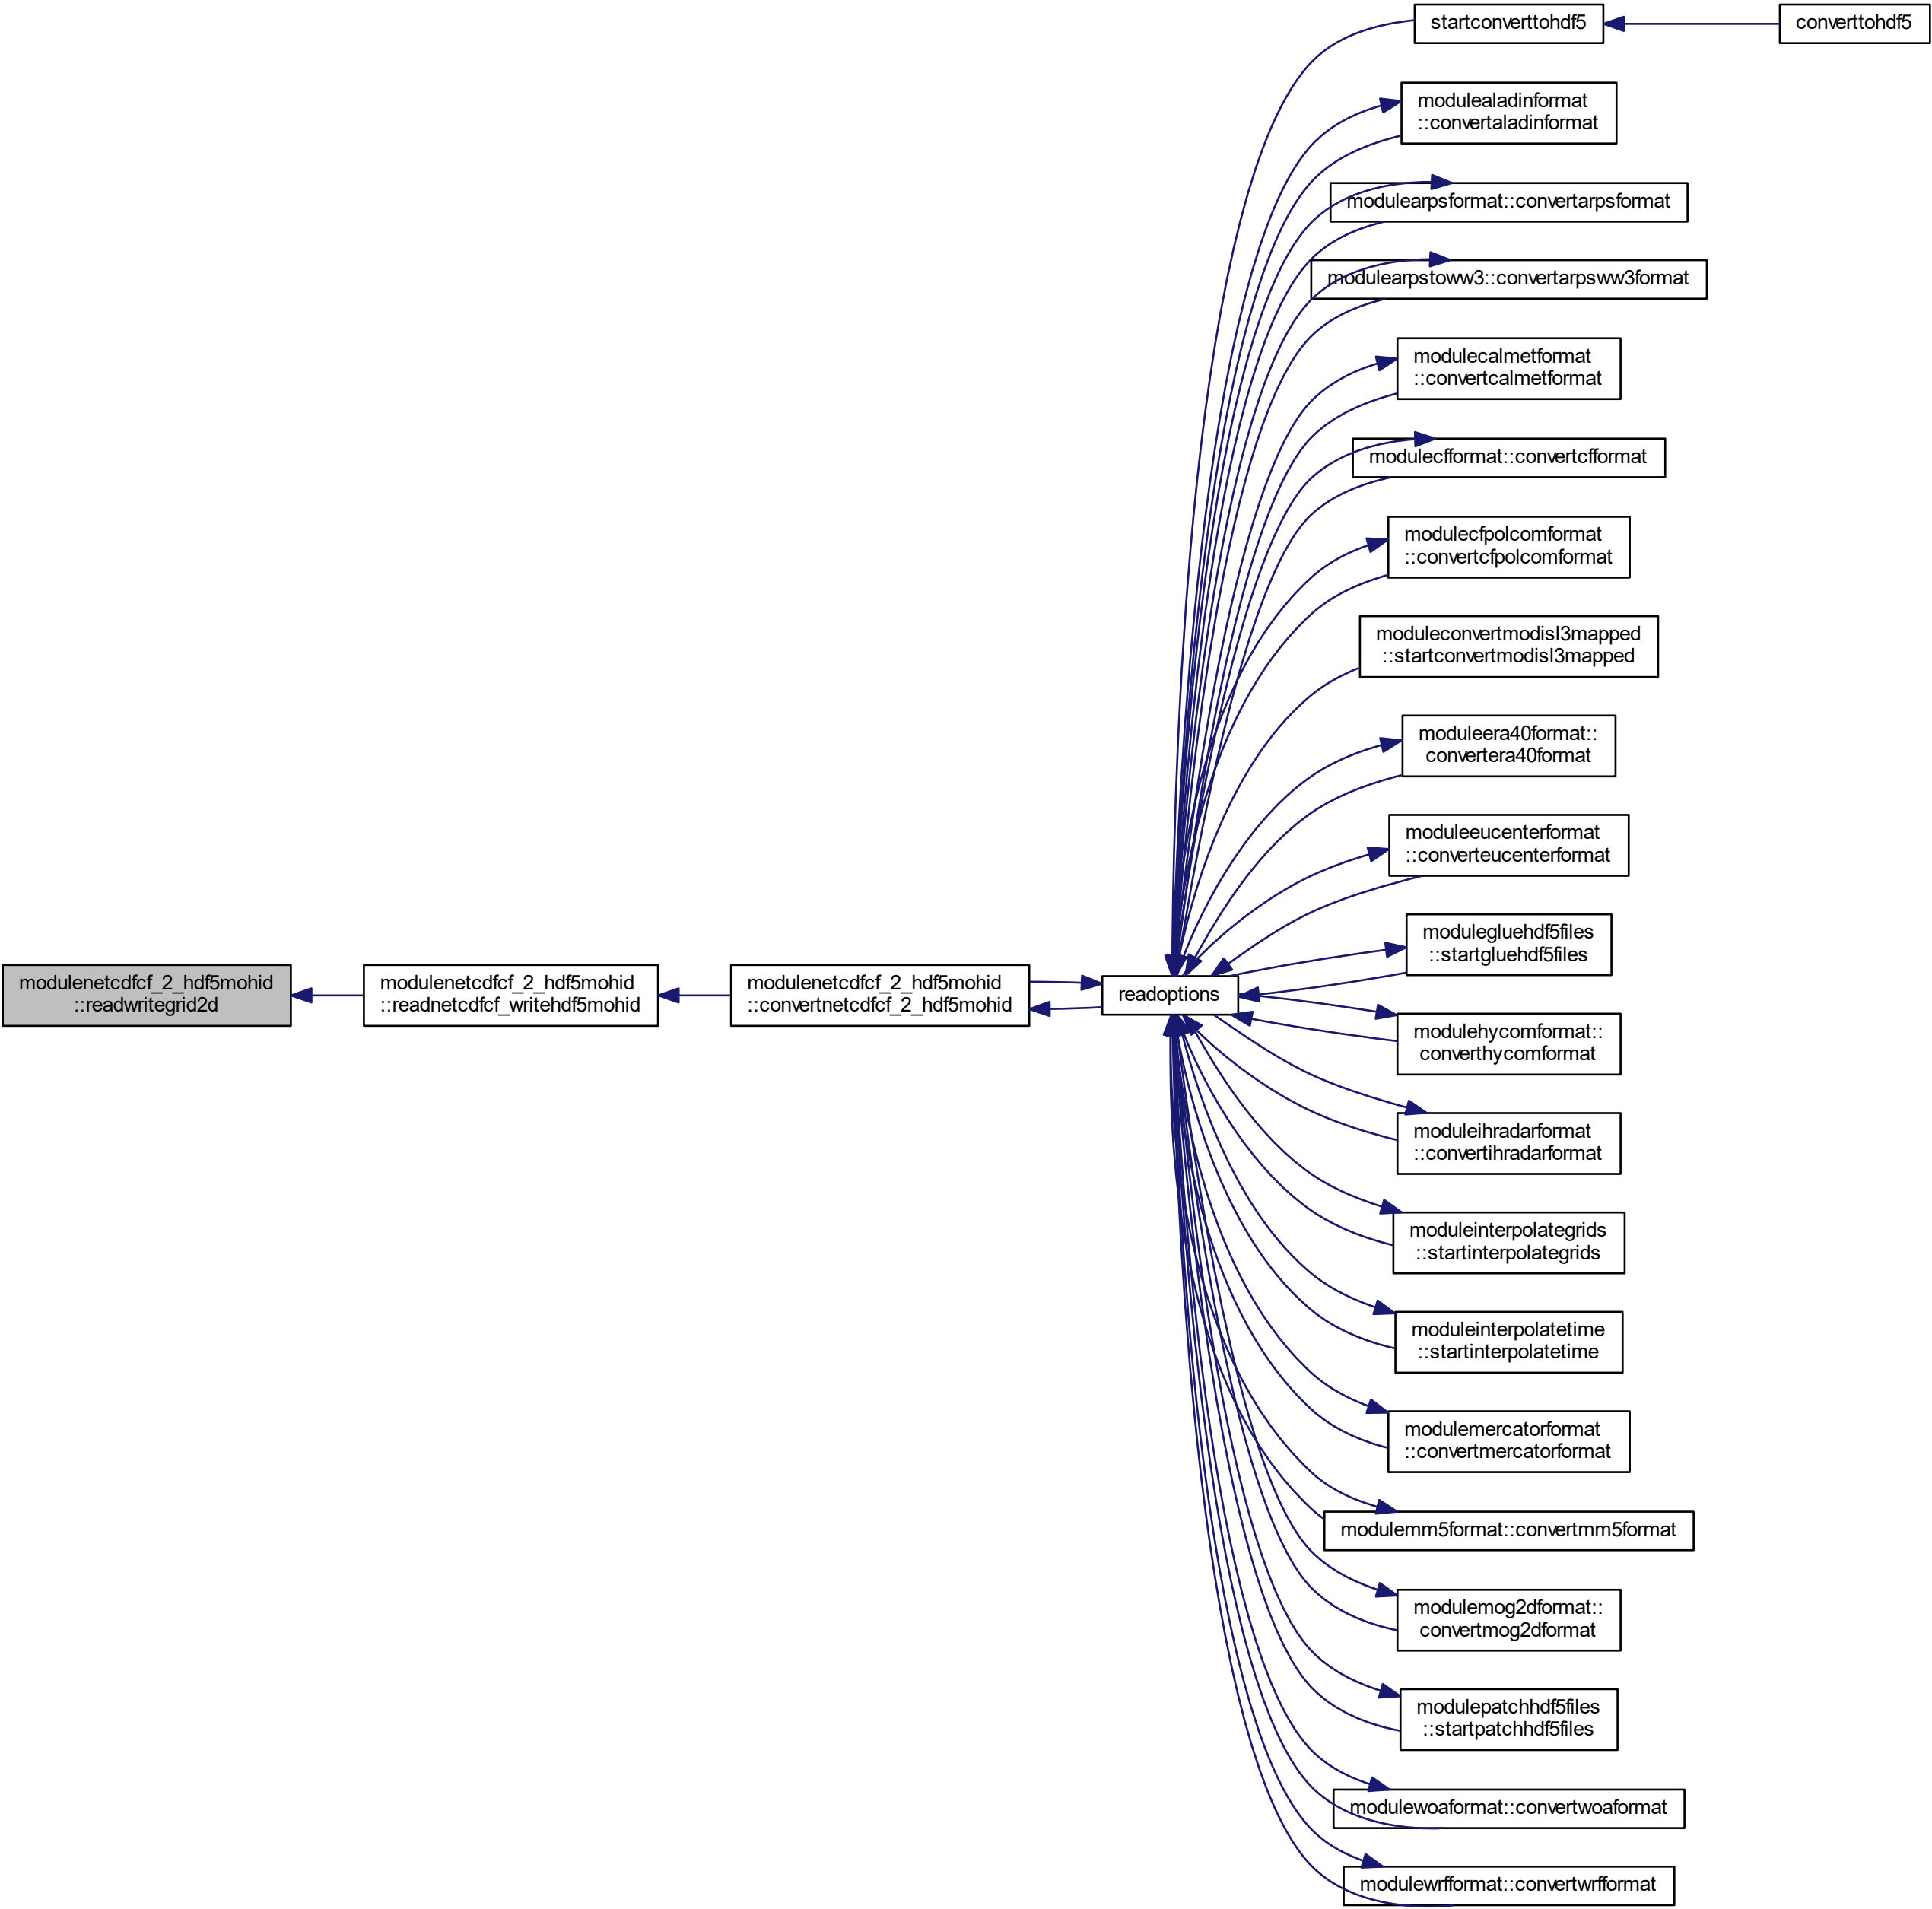 startconverttohdf5
converttohdf5
modulealadinformat
::convertaladinformat
modulearpsformat::convertarpsformat
modulearpstoww3::convertarpsww3format
modulecalmetformat
::convertcalmetformat
modulecfformat::convertcfformat
modulecfpolcomformat
::convertcfpolcomformat
moduleconvertmodisl3mapped
::startconvertmodisl3mapped
moduleera40format::
convertera40format
moduleeucenterformat
::converteucenterformat
modulegluehdf5files
::startgluehdf5files
modulenetcdfcf_2_hdf5mohid
::readwritegrid2d
modulenetcdfcf_2_hdf5mohid
::readnetcdfcf_writehdf5mohid
modulenetcdfcf_2_hdf5mohid
::convertnetcdfcf_2_hdf5mohid
readoptions
modulehycomformat::
converthycomformat
moduleihradarformat
::convertihradarformat
moduleinterpolategrids
::startinterpolategrids
moduleinterpolatetime
::startinterpolatetime
modulemercatorformat
::convertmercatorformat
modulemm5format::convertmm5format
modulemog2dformat::
convertmog2dformat
modulepatchhdf5files
::startpatchhdf5files
modulewoaformat::convertwoaformat
modulewrfformat::convertwrfformat